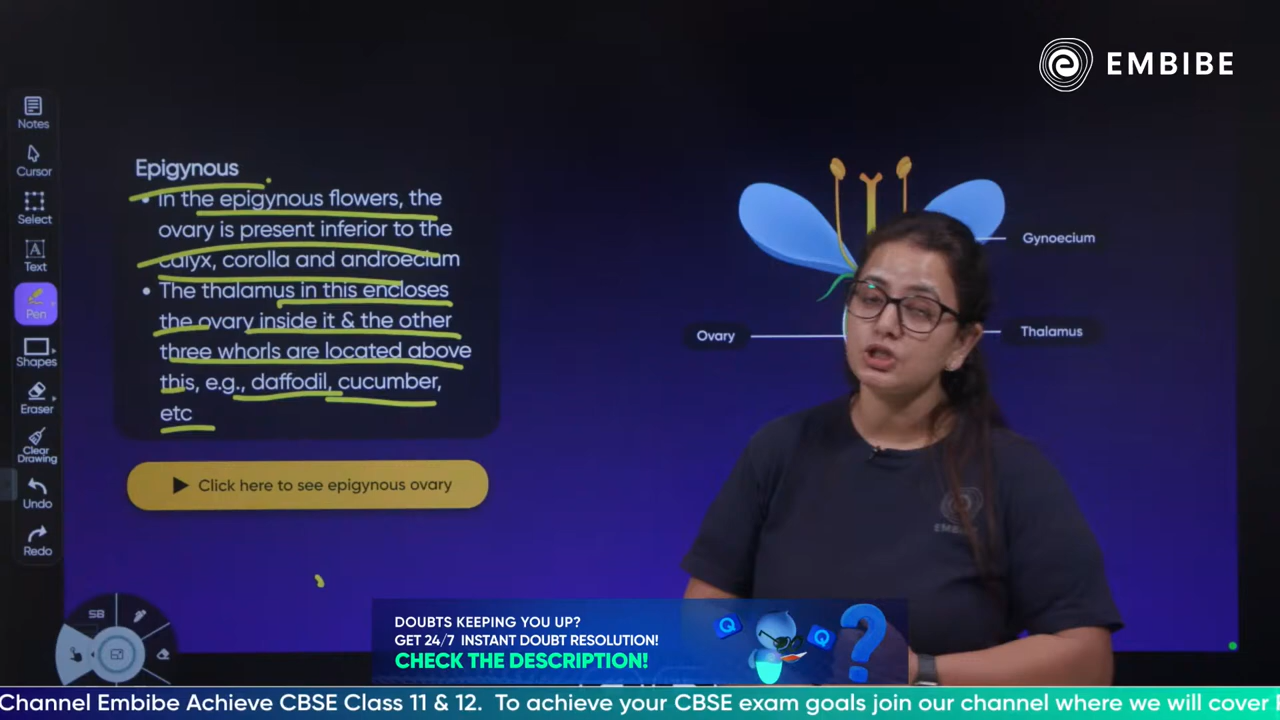 EMBIBE
Notes
Cursor
Select
A
Text
Pen
Shapes
Eraser
Clear
Drawing
Undo
Redo
Epigynous
• In the epigynous flowers, the
ovary is present inferior to the
calyx, corolla and androecium
• The thalamus in this encloses
the ovary inside it & the other
three whorls are located above
this, e.g., daffodil, cucumber,
etc
Click here to see epigynous ovary
Gynoecium
Ovary
Thalamus
EMB
SB
DOUBTS KEEPING YOU UP?
GET 24/7 INSTANT DOUBT RESOLUTION!
CHECK THE DESCRIPTION!
Q
Q
?
Channel Embibe Achieve CBSE Class 11 & 12. To achieve your CBSE exam goals join our channel where we will cover